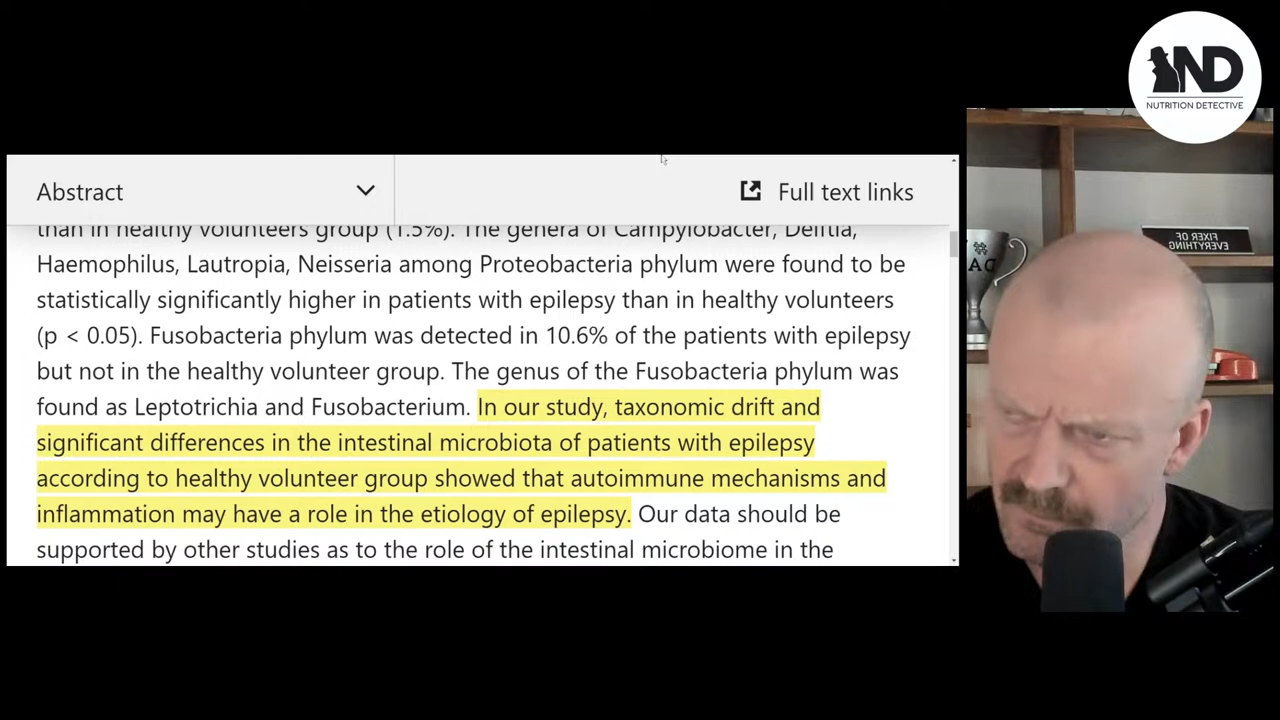 ND
NUTRITION DETECTIVE
Abstract
Full text links
than in healthy volunteers group (1.5%). The genera of Campylobacter, Delftia,
Haemophilus, Lautropia, Neisseria among Proteobacteria phylum were found to be
statistically significantly higher in patients with epilepsy than in healthy volunteers
(p < 0.05). Fusobacteria phylum was detected in 10.6% of the patients with epilepsy
but not in the healthy volunteer group. The genus of the Fusobacteria phylum was
found as Leptotrichia and Fusobacterium. In our study, taxonomic drift and
significant differences in the intestinal microbiota of patients with epilepsy
according to healthy volunteer group showed that autoimmune mechanisms and
inflammation may have a role in the etiology of epilepsy. Our data should be
supported by other studies as to the role of the intestinal microbiome in the
FIXER OF
EVERYTHING